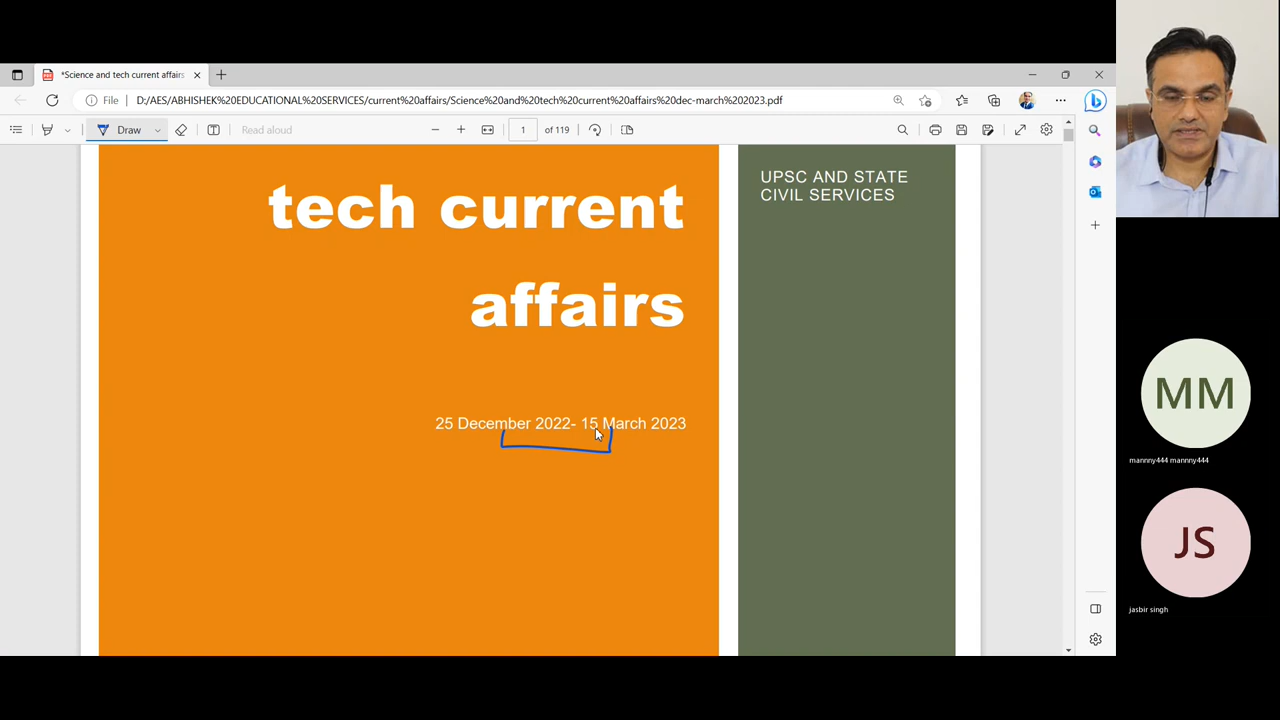 *Science and tech current affairs
File
D:/AES/ABHISHEK%20EDUCATIONAL%20SERVICES/current%20affairs/Science%20and%20tech%20current%20affairs%20dec-march%202023.pdf
Draw
Read aloud
1 of 119
tech current
affairs
25 December 2022- 15 March 2023
UPSC AND STATE
CIVIL SERVICES
MM
mannny444 mannny444
JS
jasbir singh